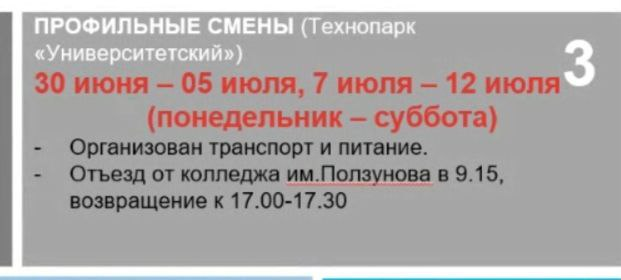 ПРОФИЛЬНЫЕ СМЕНЫ (Технопарк
«Университетский»)
3
30 июня – 05 июля, 7 июля – 12 июля
(понедельник – суббота)
- Организован транспорт и питание.
- Отъезд от колледжа им.Ползунова в 9.15,
возвращение к 17.00-17.30